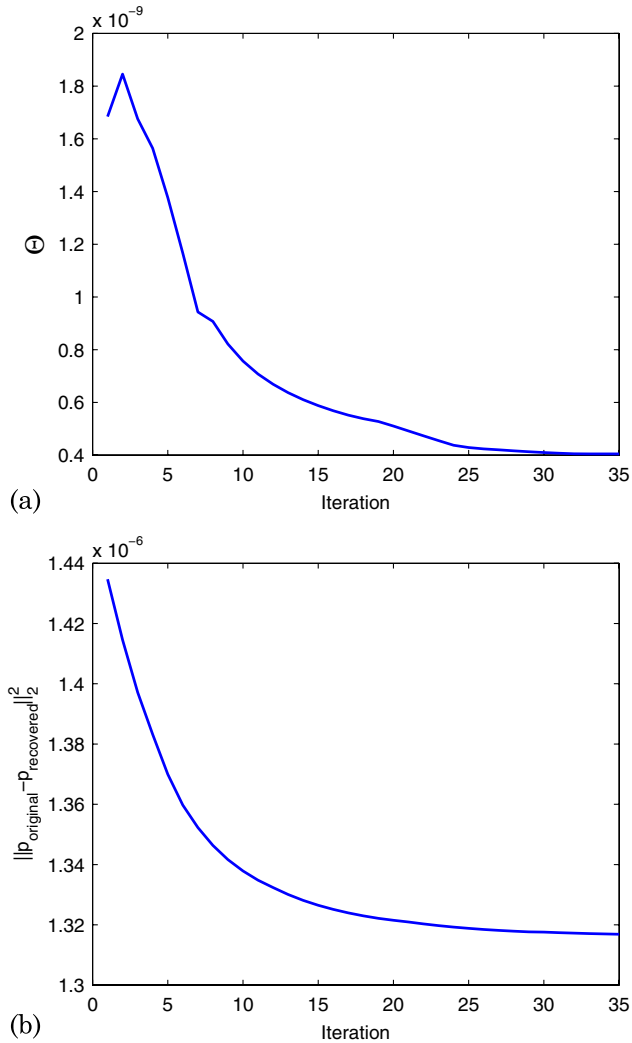 x 10^-9
2
1.8
1.6
1.4
1.2
1
0.8
0.6
0.4
Θ
0 5 10 15 20 25 30 35
Iteration
(a)
x 10^-6
1.44
1.42
1.4
1.38
1.36
1.34
1.32
1.3
||p_original−p_recovered||_2^2
0 5 10 15 20 25 30 35
Iteration
(b)